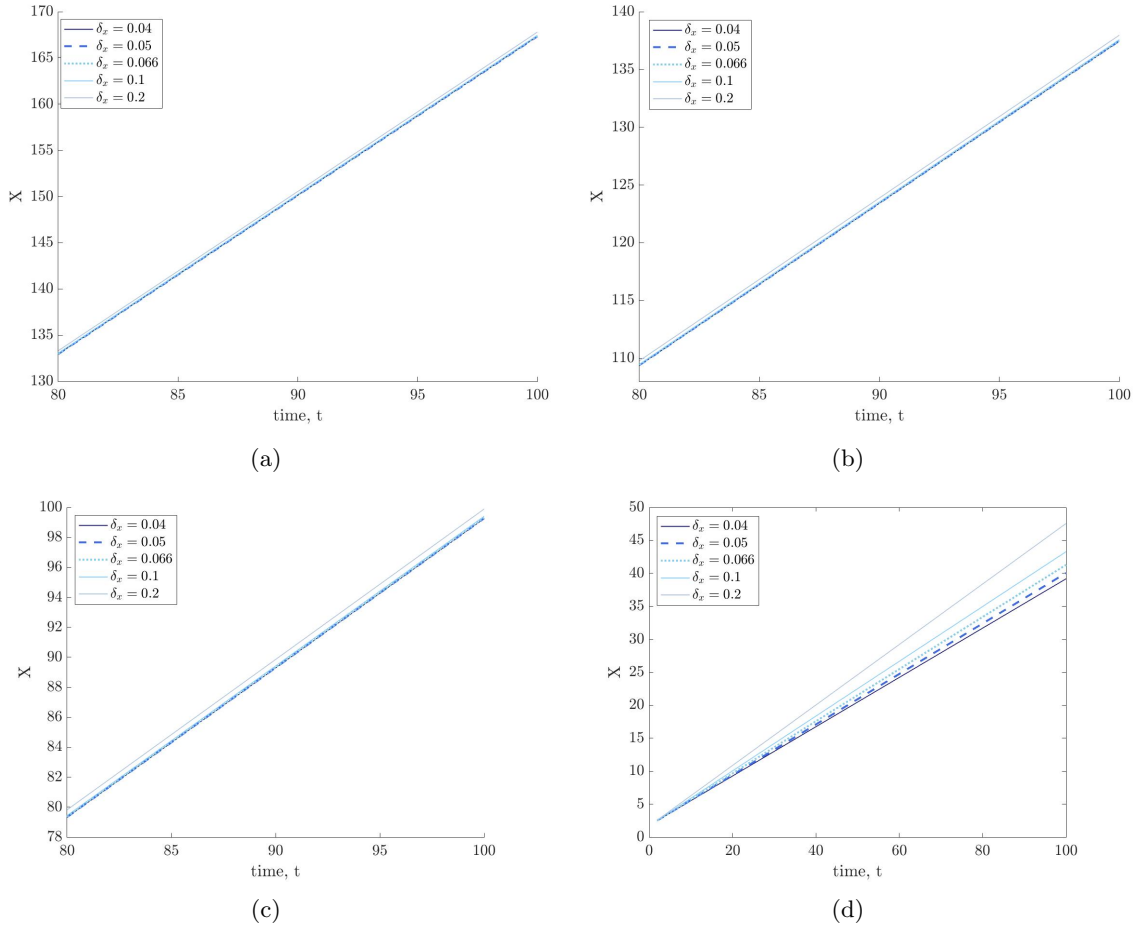 170
165
160
155
150
145
140
135
130
80
85
90
95
100
X
time, t
δₓ = 0.04
δₓ = 0.05
δₓ = 0.066
δₓ = 0.1
δₓ = 0.2
(a)
140
135
130
125
120
115
110
80
85
90
95
100
X
time, t
δₓ = 0.04
δₓ = 0.05
δₓ = 0.066
δₓ = 0.1
δₓ = 0.2
(b)
100
98
96
94
92
90
88
86
84
82
80
78
80
85
90
95
100
X
time, t
δₓ = 0.04
δₓ = 0.05
δₓ = 0.066
δₓ = 0.1
δₓ = 0.2
(c)
50
45
40
35
30
25
20
15
10
5
0
0
20
40
60
80
100
X
time, t
δₓ = 0.04
δₓ = 0.05
δₓ = 0.066
δₓ = 0.1
δₓ = 0.2
(d)